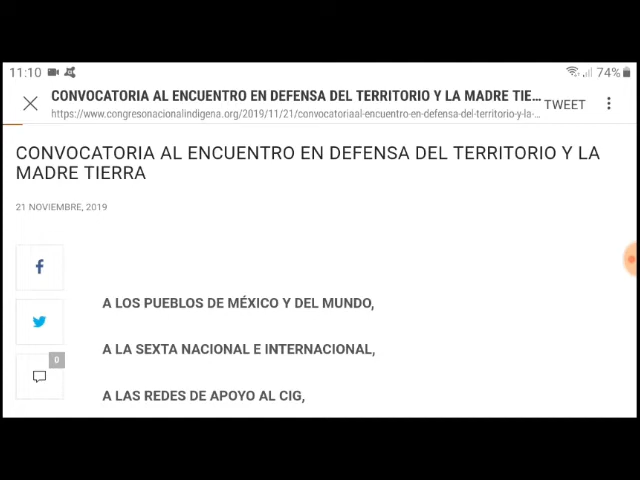 11:10 74%
CONVOCATORIA AL ENCUENTRO EN DEFENSA DEL TERRITORIO Y LA MADRE TIE...
https://www.congresonacionalindigena.org/2019/11/21/convocatoriaal-encuentro-en-defensa-del-territorio-y-la-...
TWEET
CONVOCATORIA AL ENCUENTRO EN DEFENSA DEL TERRITORIO Y LA
MADRE TIERRA
21 NOVIEMBRE, 2019
0
A LOS PUEBLOS DE MÉXICO Y DEL MUNDO,
A LA SEXTA NACIONAL E INTERNACIONAL,
A LAS REDES DE APOYO AL CIG,